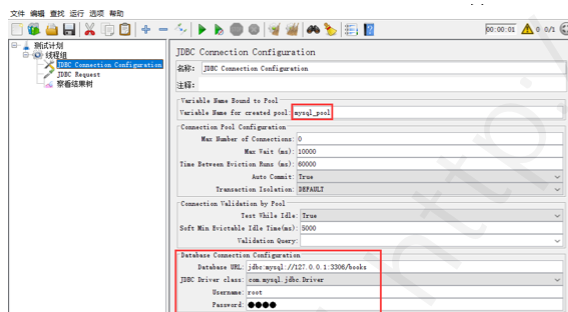 文件 编辑 查找 运行 选项 帮助
00:00:01 0 0/1
测试计划
线程组
JDBC Connection Configuration
JDBC Request
察看结果树
JDBC Connection Configuration
名称: JDBC Connection Configuration
注释:
Variable Name Bound to Pool
Variable Name for created pool: mysql_pool
Connection Pool Configuration
Max Number of Connections: 0
Max Wait (ms): 10000
Time Between Eviction Runs (ms): 60000
Auto Commit: True
Transaction Isolation: DEFAULT
Connection Validation by Pool
Test While Idle: True
Soft Min Evictable Idle Time(ms): 5000
Validation Query:
Database Connection Configuration
Database URL: jdbc:mysql://127.0.0.1:3306/books
JDBC Driver class: com.mysql.jdbc.Driver
Username: root
Password: ●●●●
http:/